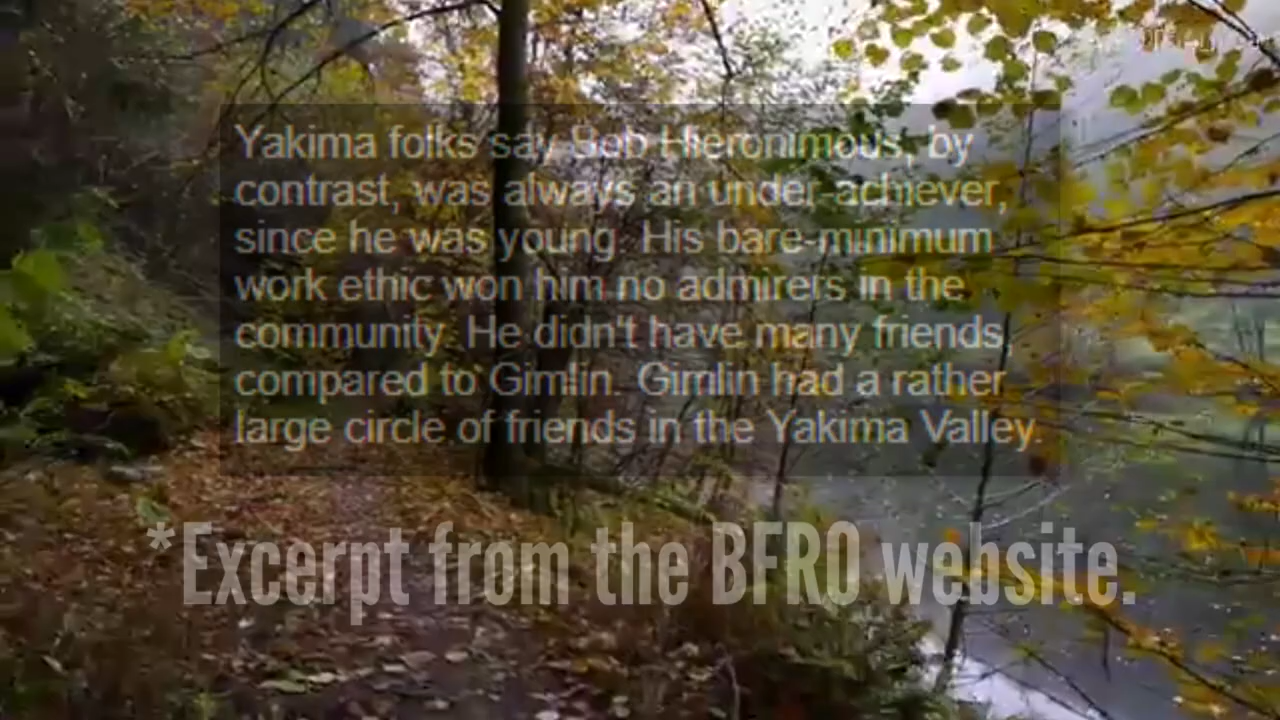 Yakima folks say Bob Hieronimous, by
contrast, was always an under-achiever,
since he was young. His bare-minimum
work ethic won him no admirers in the
community. He didn't have many friends,
compared to Gimlin. Gimlin had a rather
large circle of friends in the Yakima Valley.
*Excerpt from the BFRO website.